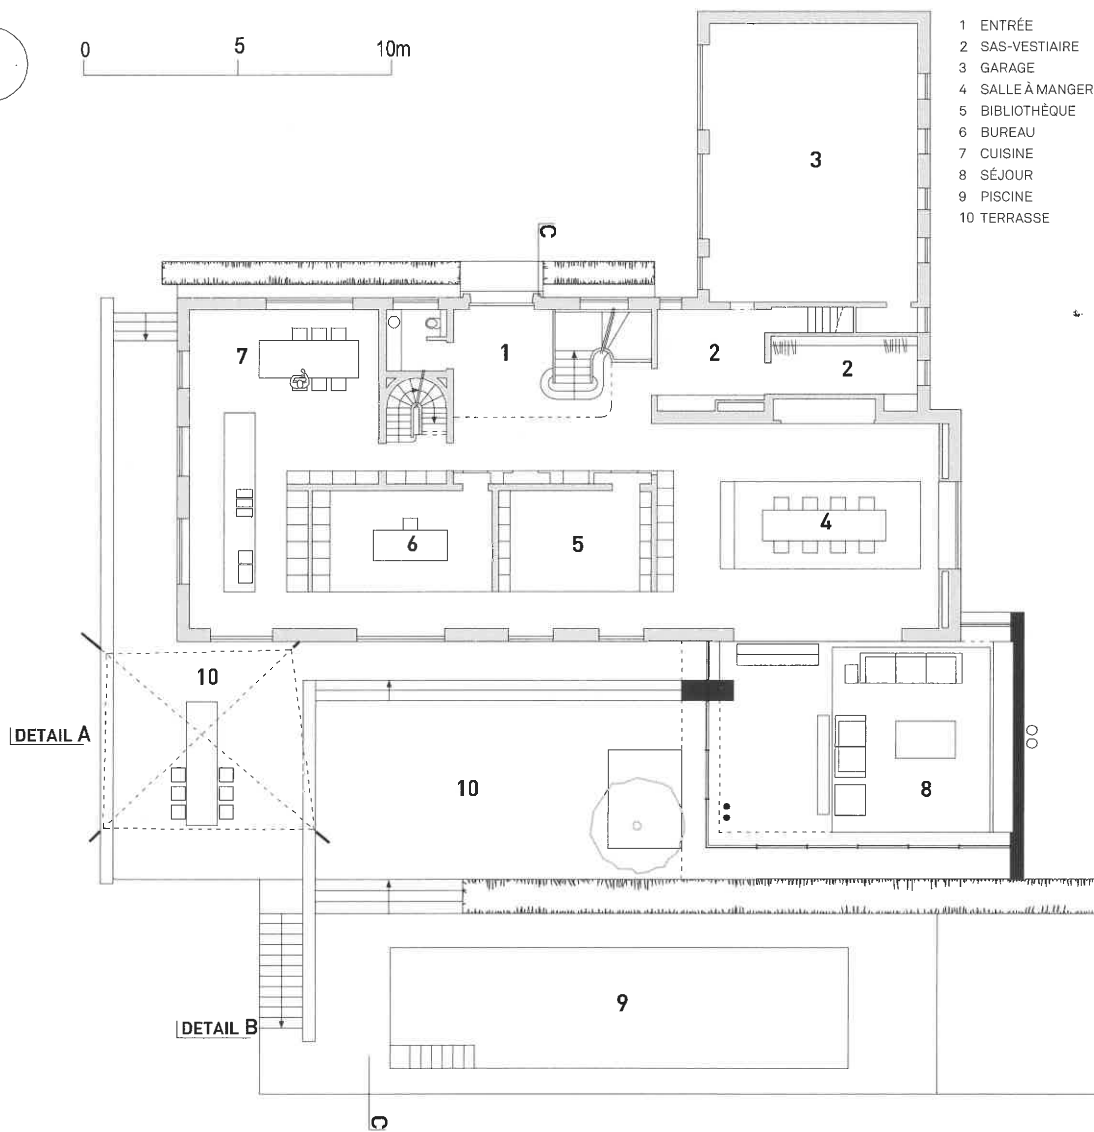 0 5 10m
1 ENTRÉE
2 SAS-VESTIAIRE
3 GARAGE
4 SALLE À MANGER
5 BIBLIOTHÈQUE
6 BUREAU
7 CUISINE
8 SÉJOUR
9 PISCINE
10 TERRASSE
3
C
7
1
2
2
4
6
5
10
DETAIL A
10
8
9
DETAIL B
C